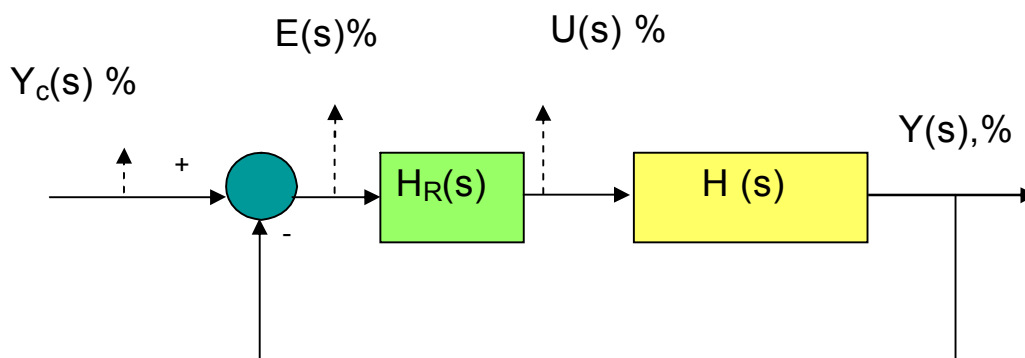 E(s)%
U(s) %
Yc(s) %
Y(s),%
+
HR(s)
H (s)
-